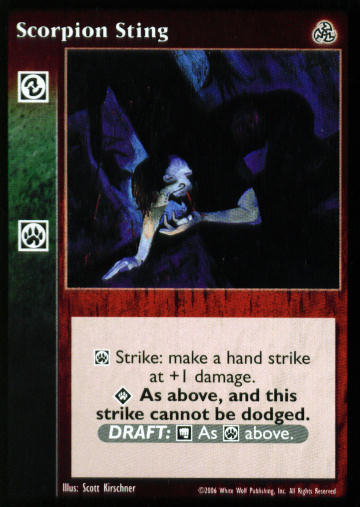 Scorpion Sting
Strike: make a hand strike
at +1 damage.
As above, and this
strike cannot be dodged.
DRAFT: As above.
Illus: Scott Kirschner
©2006 White Wolf Publishing, Inc. All Rights Reserved